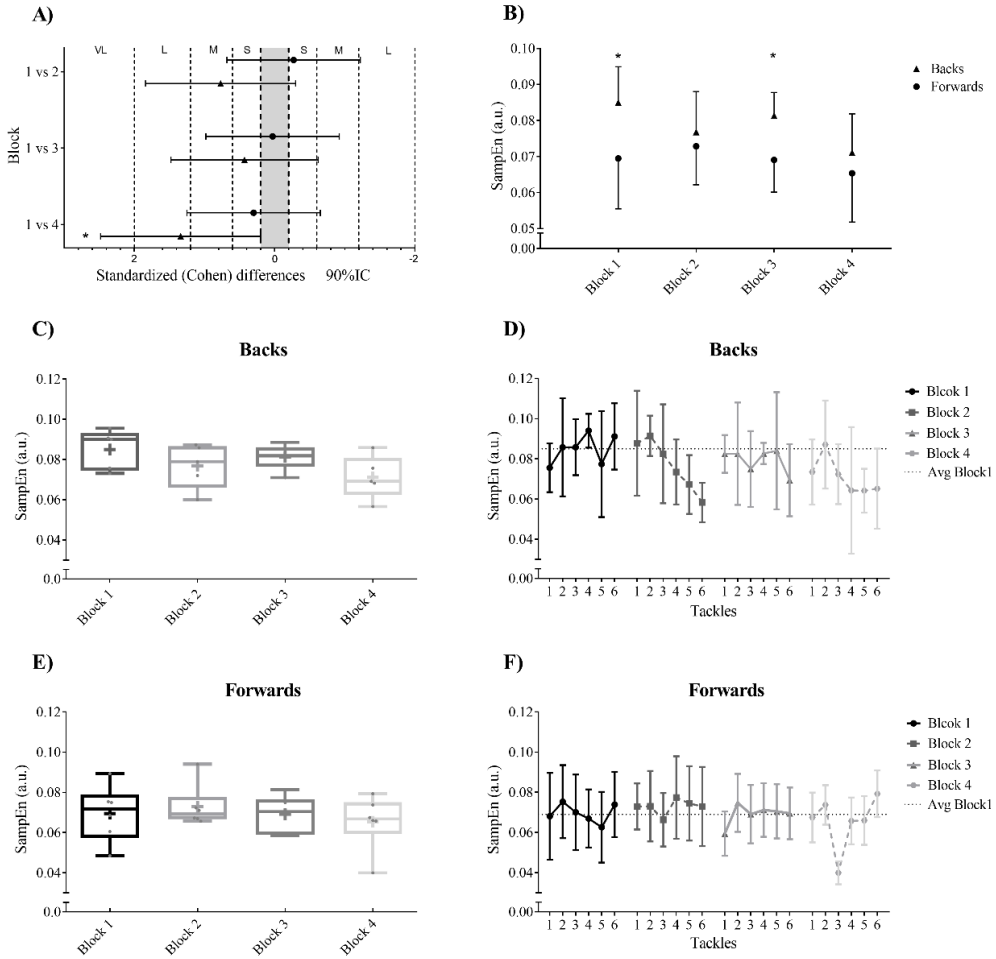 A)
VL L M S S M L
Block
1 vs 2
1 vs 3
1 vs 4
*
2 0 -2
Standardized (Cohen) differences 90%IC
B)
SampEn (a.u.)
0.10
0.09
0.08
0.07
0.06
0.05
0.00
* *
Backs
Forwards
Block 1 Block 2 Block 3 Block 4
C)
Backs
SampEn (a.u.)
0.12
0.10
0.08
0.06
0.04
0.0
Block 1 Block 2 Block 3 Block 4
D)
Backs
SampEn (a.u.)
0.12
0.10
0.08
0.06
0.04
0.00
1 2 3 4 5 6 1 2 3 4 5 6 1 2 3 4 5 6 1 2 3 4 5 6
Tackles
Blcok 1
Block 2
Block 3
Block 4
Avg Block1
E)
Forwards
SampEn (a.u.)
0.12
0.10
0.08
0.06
0.04
0.0
Block 1 Block 2 Block 3 Block 4
F)
Forwards
SampEn (a.u.)
0.12
0.10
0.08
0.06
0.04
0.00
1 2 3 4 5 6 1 2 3 4 5 6 1 2 3 4 5 6 1 2 3 4 5 6
Tackles
Blcok 1
Block 2
Block 3
Block 4
Avg Block1